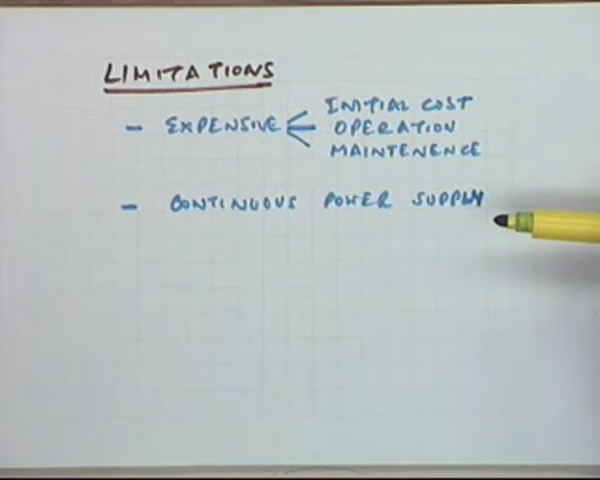 LIMITATIONS
- EXPENSIVE
INITIAL COST
OPERATION
MAINTENENCE
- CONTINUOUS POWER SUPPLY